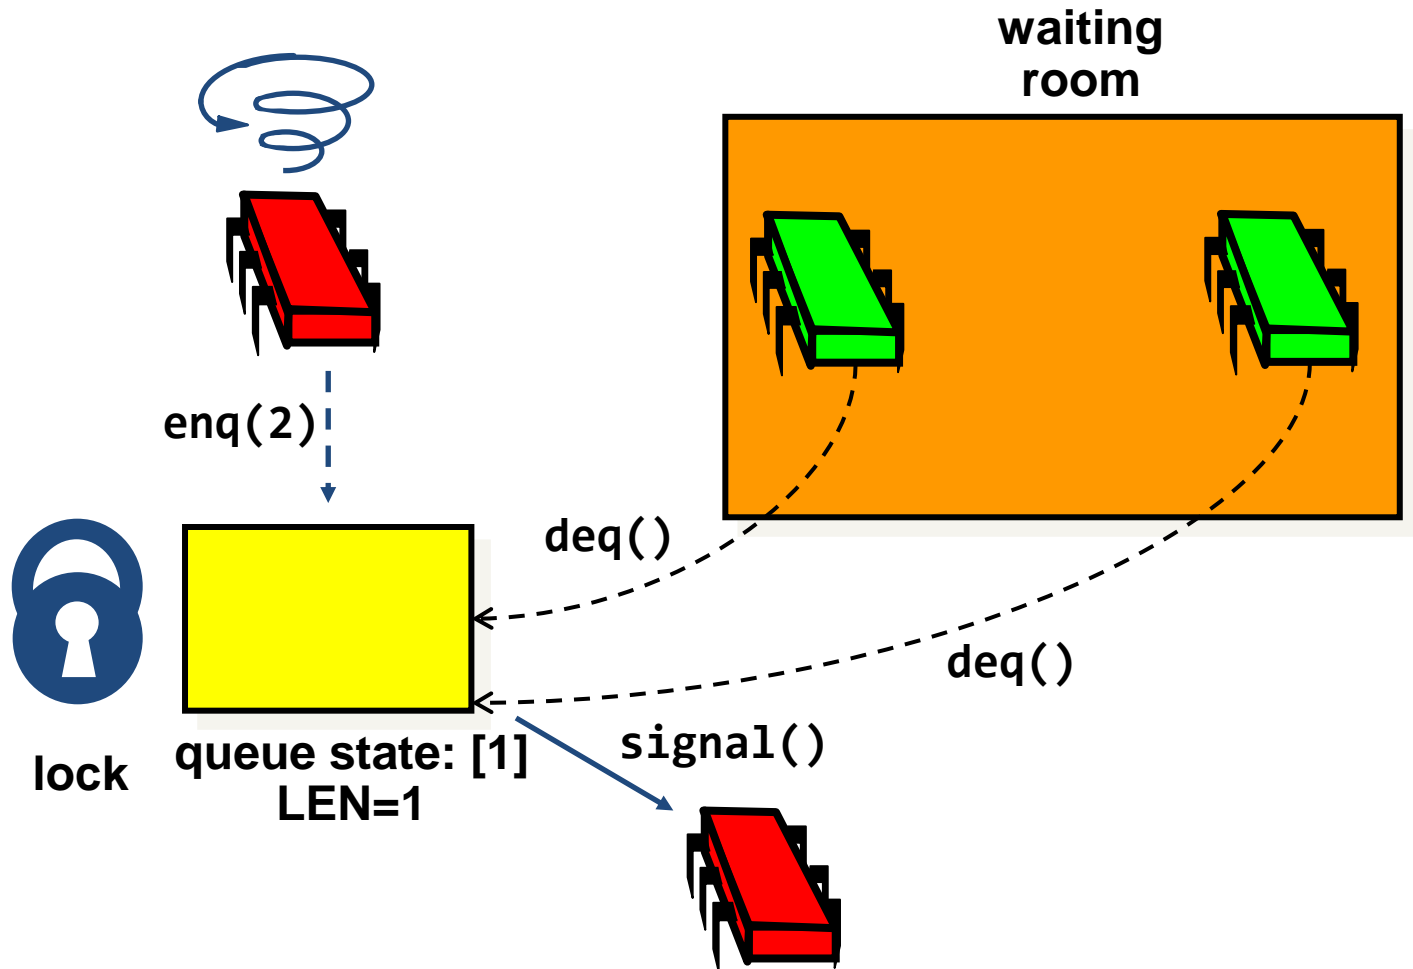 waiting
room
enq(2)
deq()
deq()
signal()
queue state: [1]
LEN=1
lock